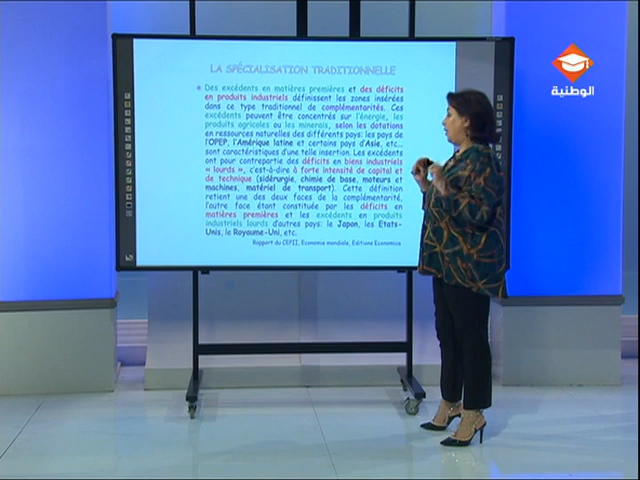 LA SPÉCIALISATION TRADITIONNELLE
Des excédents en matières premières et des déficits
en produits industriels définissent les zones insérées
dans ce type traditionnel de complémentarités. Ces
excédents peuvent être concentrés sur l'énergie, les
produits agricoles ou les minerais, selon les dotations
en ressources naturelles des différents pays: les pays de
l'OPEP, l'Amérique latine et certains pays d'Asie, etc...
sont caractéristiques d'une telle insertion. Les excédents
ont pour contrepartie des déficits en biens industriels
« lourds », c'est-à-dire à forte intensité de capital et
de technique (sidérurgie, chimie de base, moteurs et
machines, matériel de transport). Cette définition
retient une des deux faces de la complémentarité,
l'autre face étant constituée par les déficits en
matières premières et les excédents en produits
industriels lourds d'autres pays: le Japon, les Etats-
Unis, le Royaume-Uni, etc.
Rapport du CEPII, Economie mondiale, Editions Economica
الوطنية